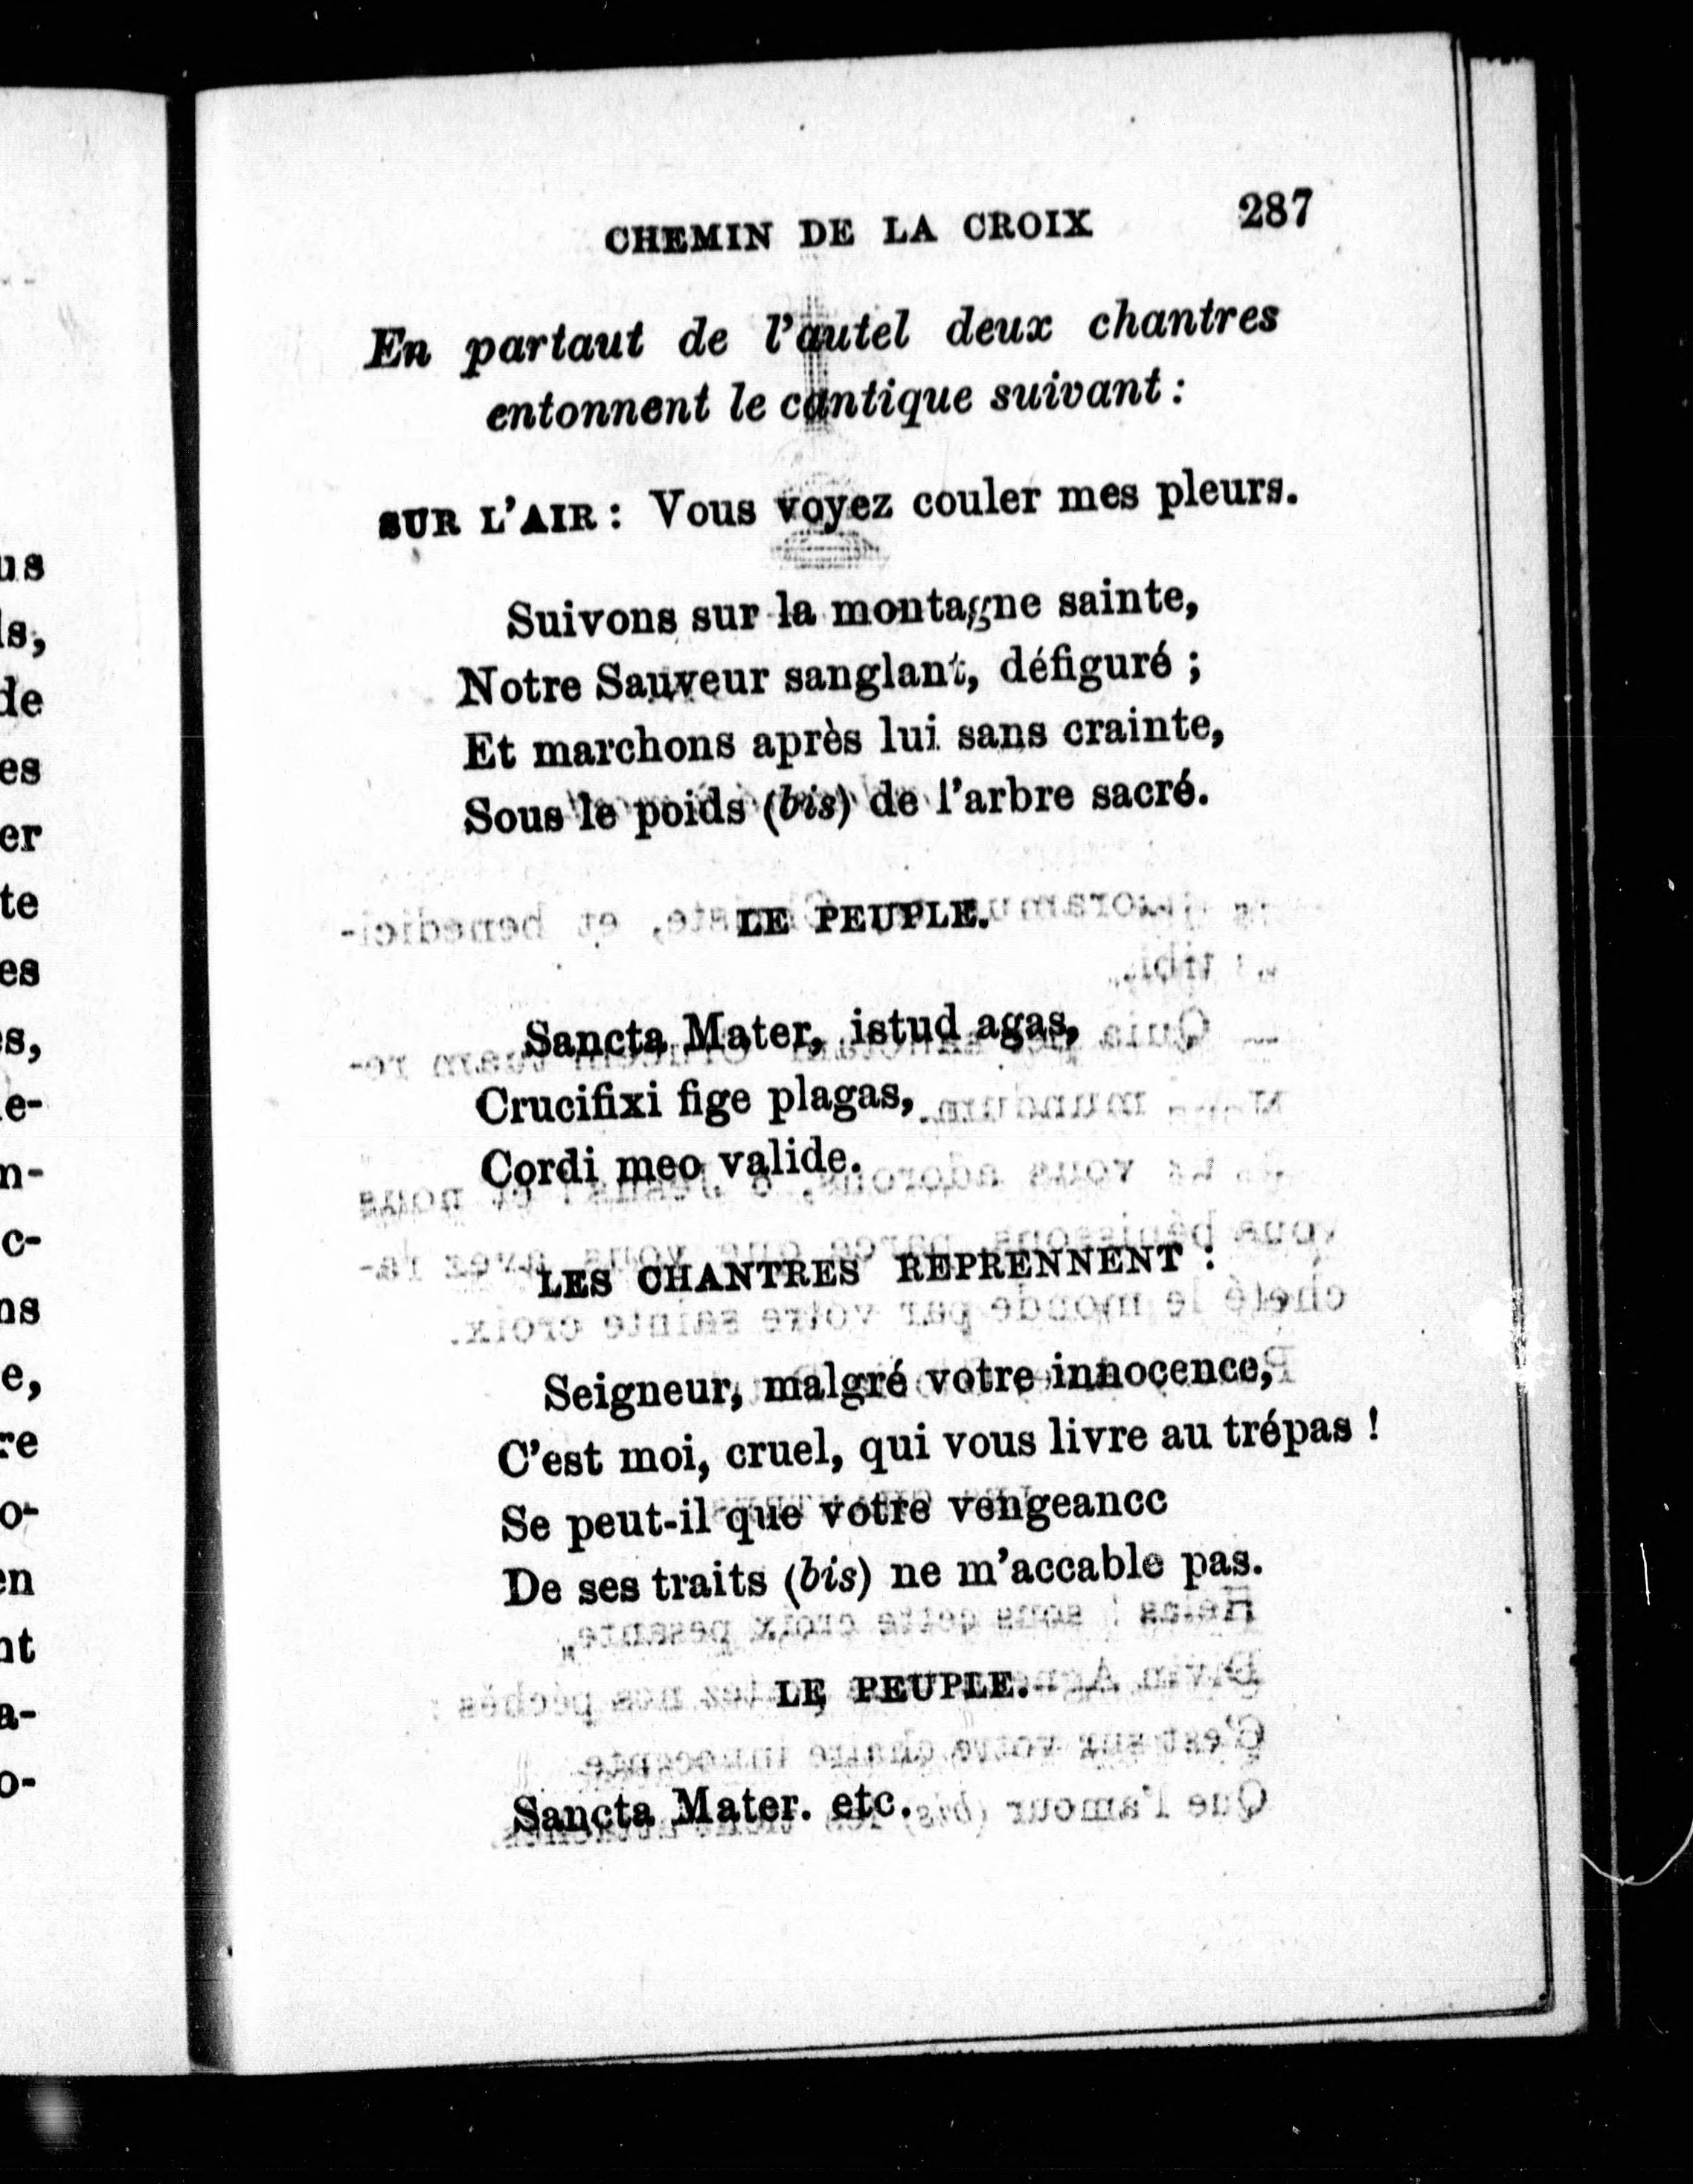 CHEMIN DE LA CROIX 287
En partaut de l'autel deux chantres
entonnent le cantique suivant :
SUR L'AIR : Vous voyez couler mes pleurs.
Suivons sur la montagne sainte,
Notre Sauveur sanglant, défiguré ;
Et marchons après lui sans crainte,
Sous le poids (bis) de l'arbre sacré.
LE PEUPLE.
Sancta Mater, istud agas,
Crucifixi fige plagas,
Cordi meo valide.
LES CHANTRES REPRENNENT :
Seigneur, malgré votre innocence,
C'est moi, cruel, qui vous livre au trépas !
Se peut-il que votre vengeancc
De ses traits (bis) ne m'accable pas.
LE PEUPLE.
Sancta Mater. etc.